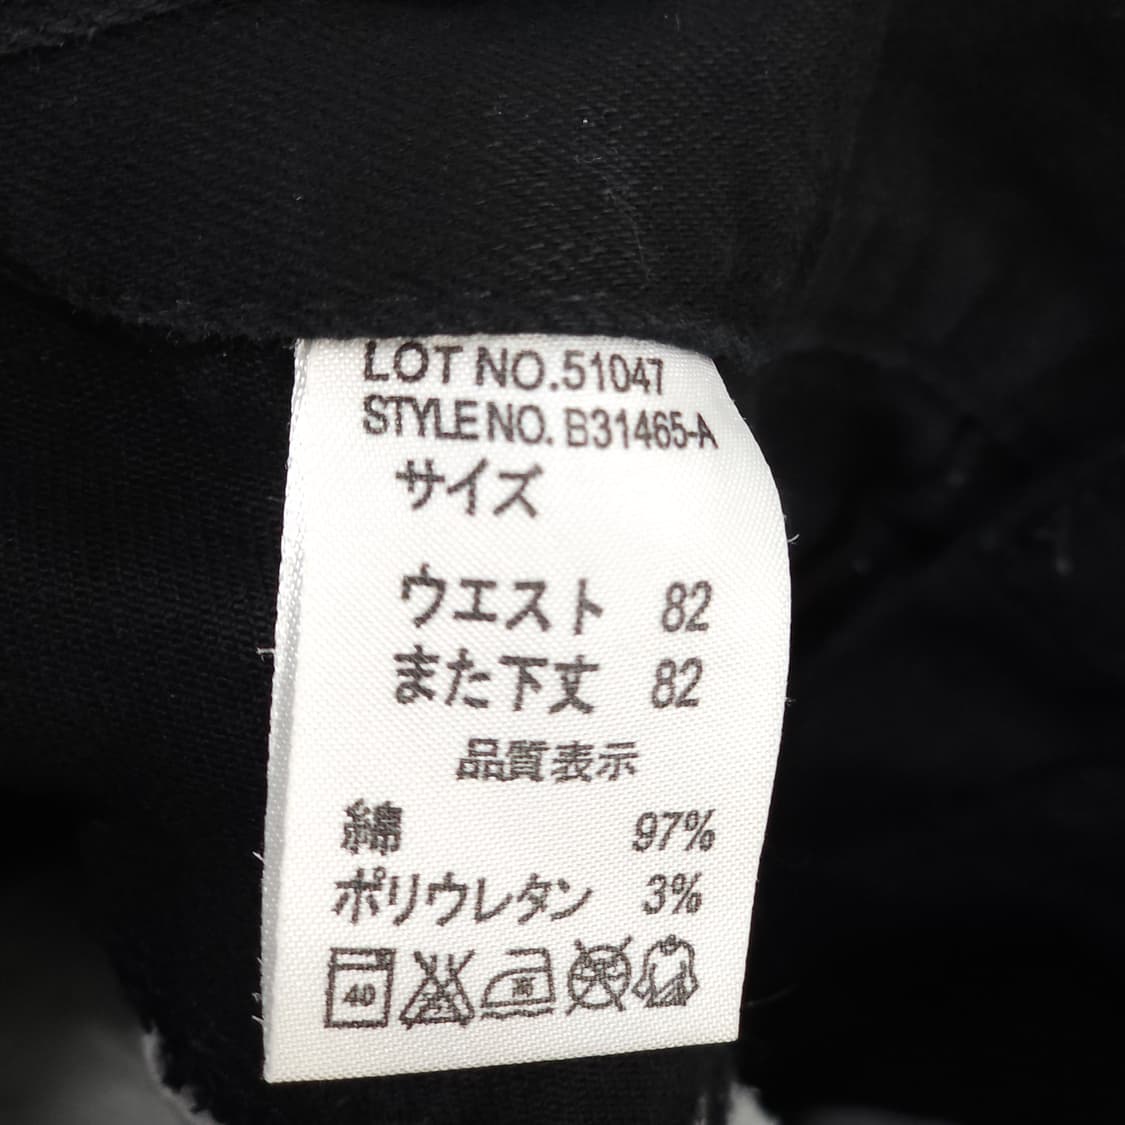 LOT NO.51047
STYLE NO. B31465-A
サイズ
ウエスト 82
また下丈 82
品質表示
綿 97%
ポリウレタン 3%
40